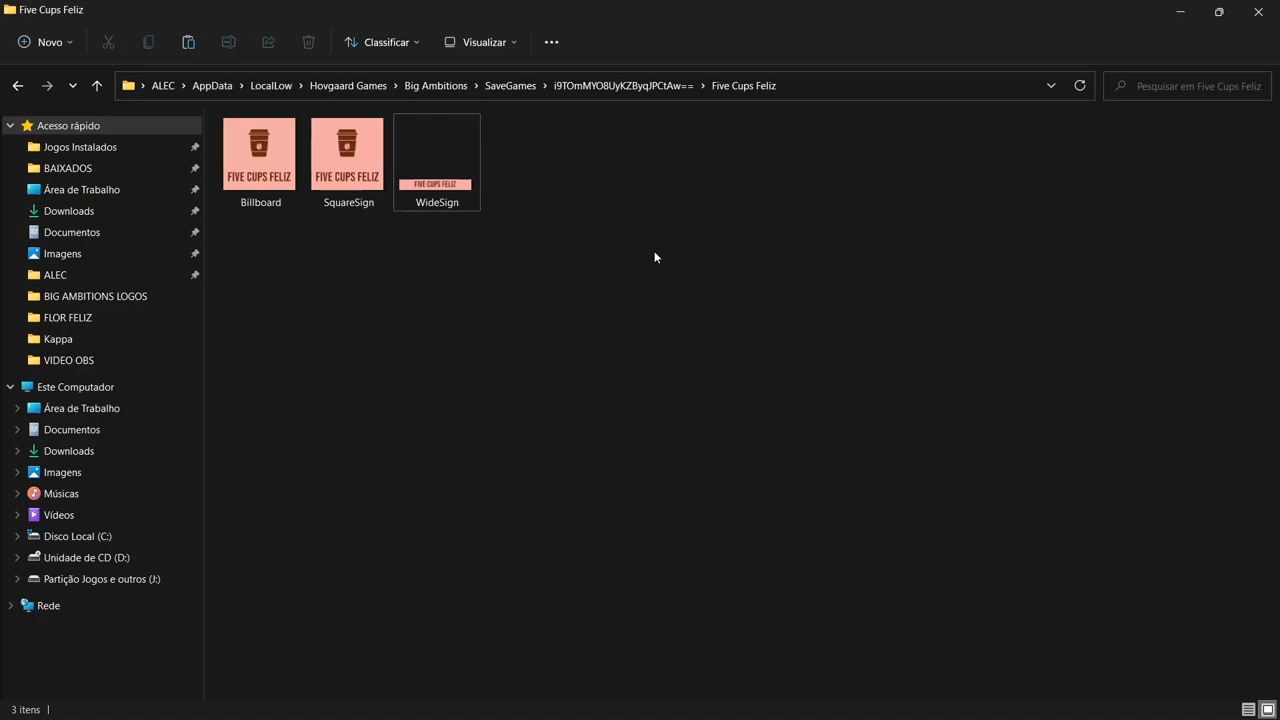 Five Cups Feliz
Novo
Classificar
Visualizar
ALEC > AppData > LocalLow > Hovgaard Games > Big Ambitions > SaveGames > i9TOmMYO8UyKZByqJPCtAw== > Five Cups Feliz
Pesquisar em Five Cups Feliz
Acesso rápido
Jogos Instalados
BAIXADOS
Área de Trabalho
Downloads
Documentos
Imagens
ALEC
BIG AMBITIONS LOGOS
FLOR FELIZ
Kappa
VIDEO OBS
Este Computador
Área de Trabalho
Documentos
Downloads
Imagens
Músicas
Vídeos
Disco Local (C:)
Unidade de CD (D:)
Partição Jogos e outros (J:)
Rede
FIVE CUPS FELIZ
FIVE CUPS FELIZ
FIVE CUPS FELIZ
Billboard
SquareSign
WideSign
3 itens